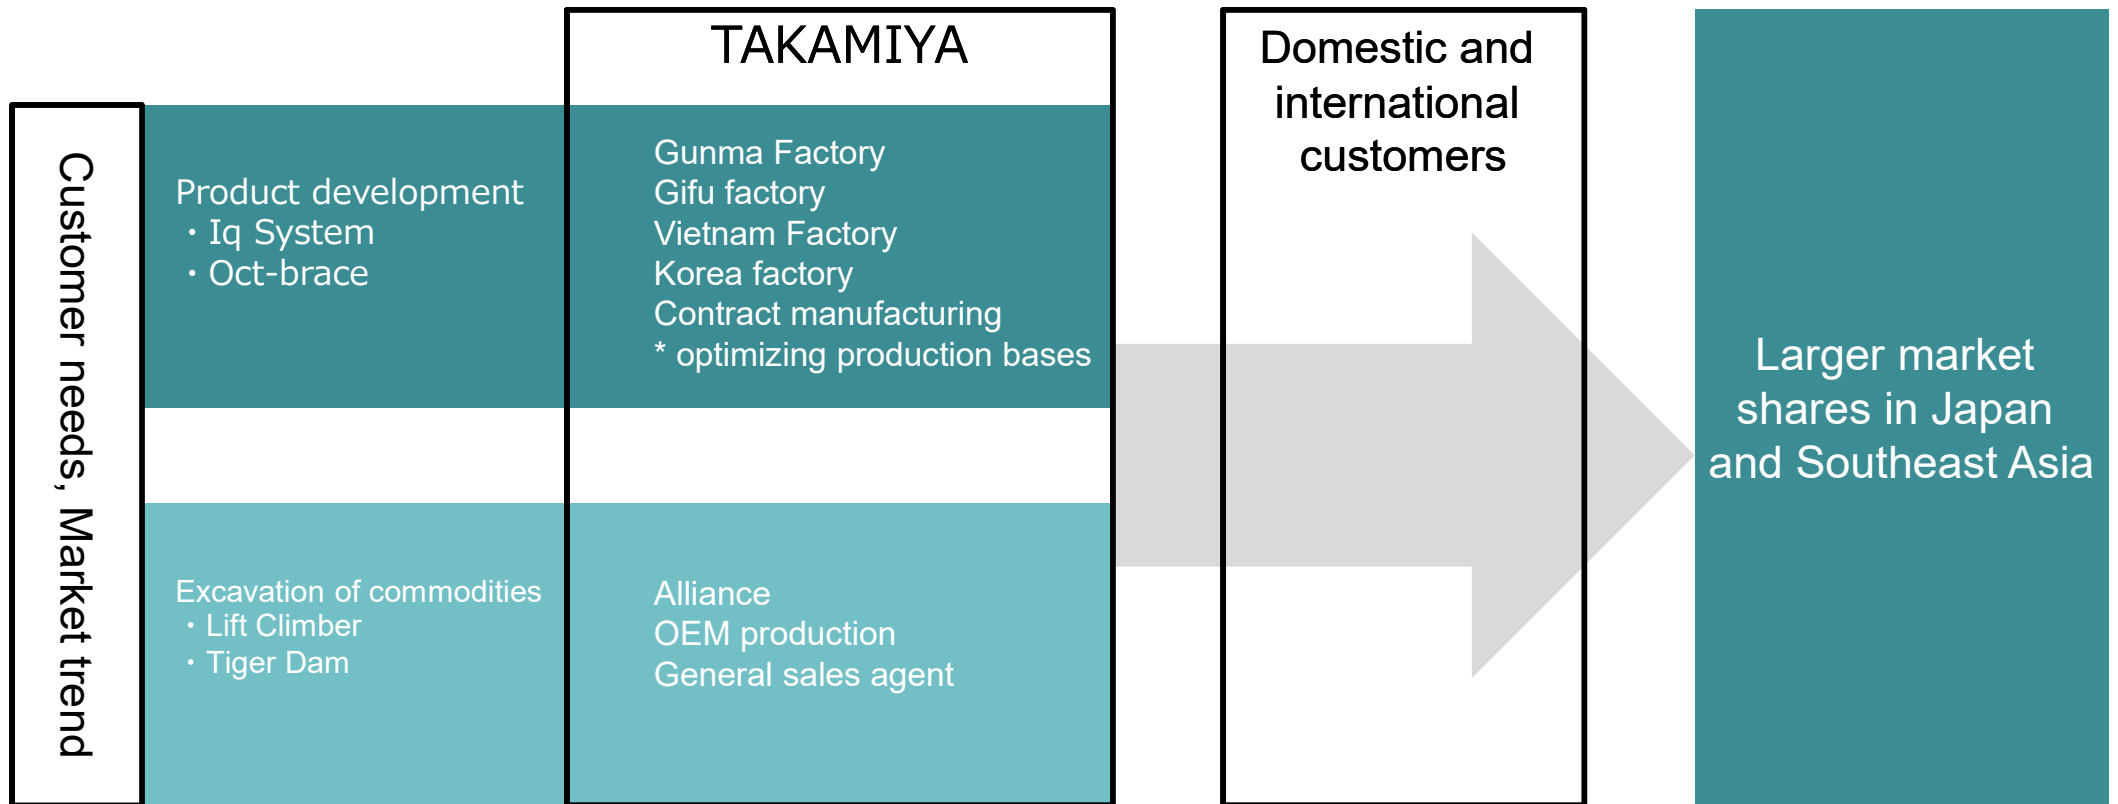 TAKAMIYA
Domestic and
international
customers
Customer needs, Market trend
Product development
・Iq System
・Oct-brace
Gunma Factory
Gifu factory
Vietnam Factory
Korea factory
Contract manufacturing
* optimizing production bases
Excavation of commodities
・Lift Climber
・Tiger Dam
Alliance
OEM production
General sales agent
Larger market
shares in Japan
and Southeast Asia